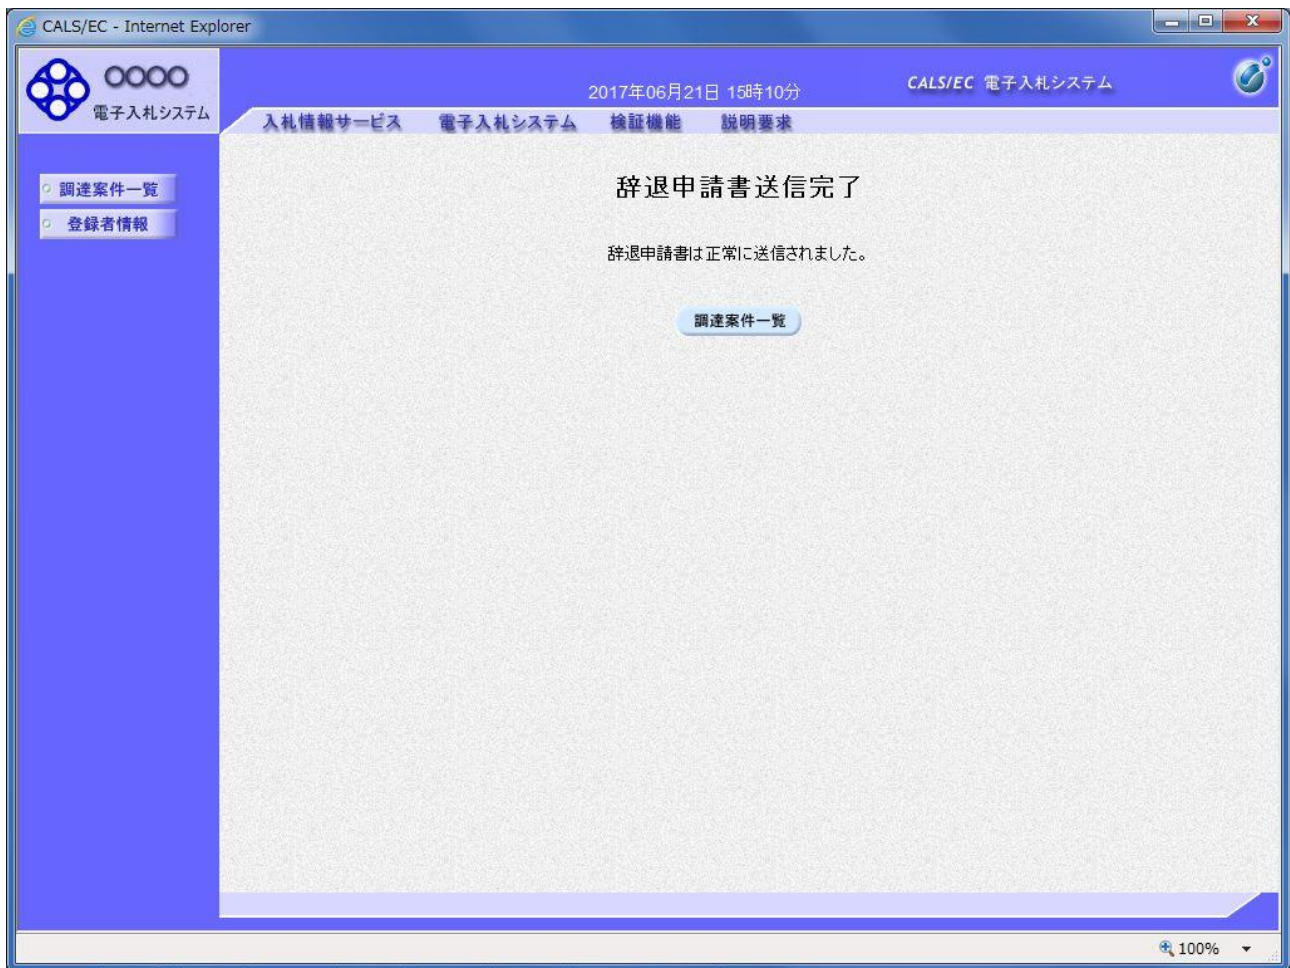 CALS/EC - Internet Explorer
○○○○
電子入札システム
2017年06月21日 15時10分
CALS/EC 電子入札システム
入札情報サービス 電子入札システム 検証機能 説明要求
調達案件一覧
登録者情報
辞退申請書送信完了
辞退申請書は正常に送信されました。
調達案件一覧
100%